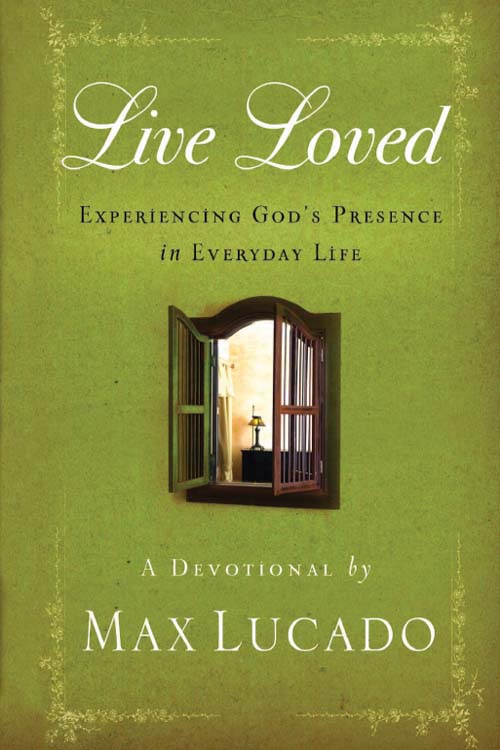 Live Loved
Experiencing God's Presence
in Everyday Life
A Devotional by
Max Lucado